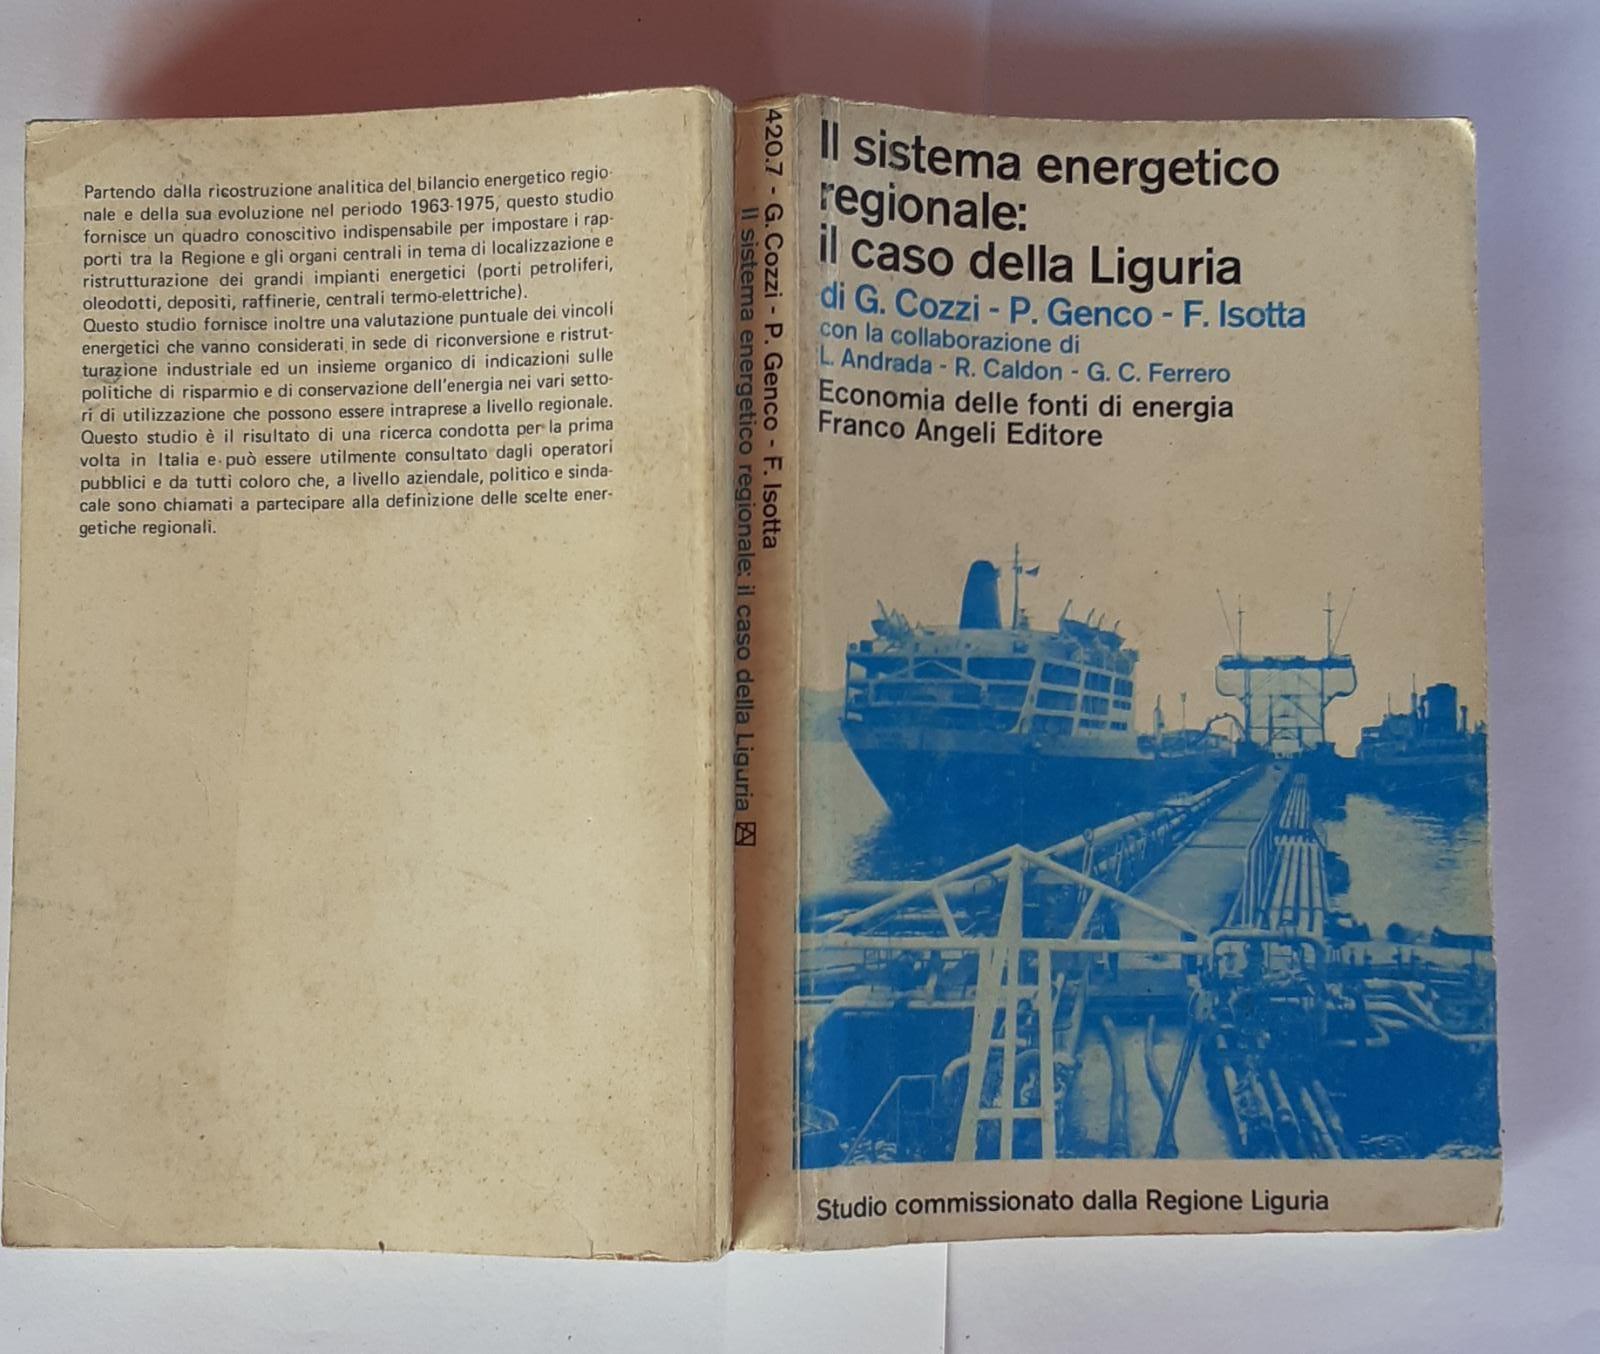 Partendo dalla ricostruzione analitica del bilancio energetico regio-
nale e della sua evoluzione nel periodo 1963-1975, questo studio
fornisce un quadro conoscitivo indispensabile per impostare i rap-
porti tra la Regione e gli organi centrali in tema di localizzazione e
ristrutturazione dei grandi impianti energetici (porti petroliferi,
oleodotti, depositi, raffinerie, centrali termo-elettriche).
Questo studio fornisce inoltre una valutazione puntuale dei vincoli
energetici che vanno considerati in sede di riconversione e ristrut-
turazione industriale ed un insieme organico di indicazioni sulle
politiche di risparmio e di conservazione dell'energia nei vari setto-
ri di utilizzazione che possono essere intraprese a livello regionale.
Questo studio è il risultato di una ricerca condotta per la prima
volta in Italia e può essere utilmente consultato dagli operatori
pubblici e da tutti coloro che, a livello aziendale, politico e sinda-
cale sono chiamati a partecipare alla definizione delle scelte ener-
getiche regionali.
420.7 - G. Cozzi - P. Genco - F. Isotta
Il sistema energetico regionale: il caso della Liguria
Il sistema energetico
regionale:
il caso della Liguria
di G. Cozzi - P. Genco - F. Isotta
con la collaborazione di
L. Andrada - R. Caldon - G. C. Ferrero
Economia delle fonti di energia
Franco Angeli Editore
Studio commissionato dalla Regione Liguria